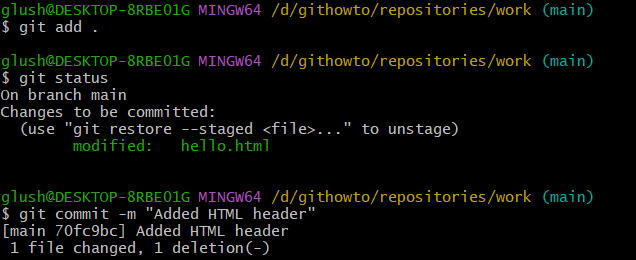 glush@DESKTOP-8RBE01G MINGW64 /d/githowto/repositories/work (main)
$ git add .
glush@DESKTOP-8RBE01G MINGW64 /d/githowto/repositories/work (main)
$ git status
On branch main
Changes to be committed:
  (use "git restore --staged <file>..." to unstage)
        modified:   hello.html
glush@DESKTOP-8RBE01G MINGW64 /d/githowto/repositories/work (main)
$ git commit -m "Added HTML header"
[main 70fc9bc] Added HTML header
 1 file changed, 1 deletion(-)